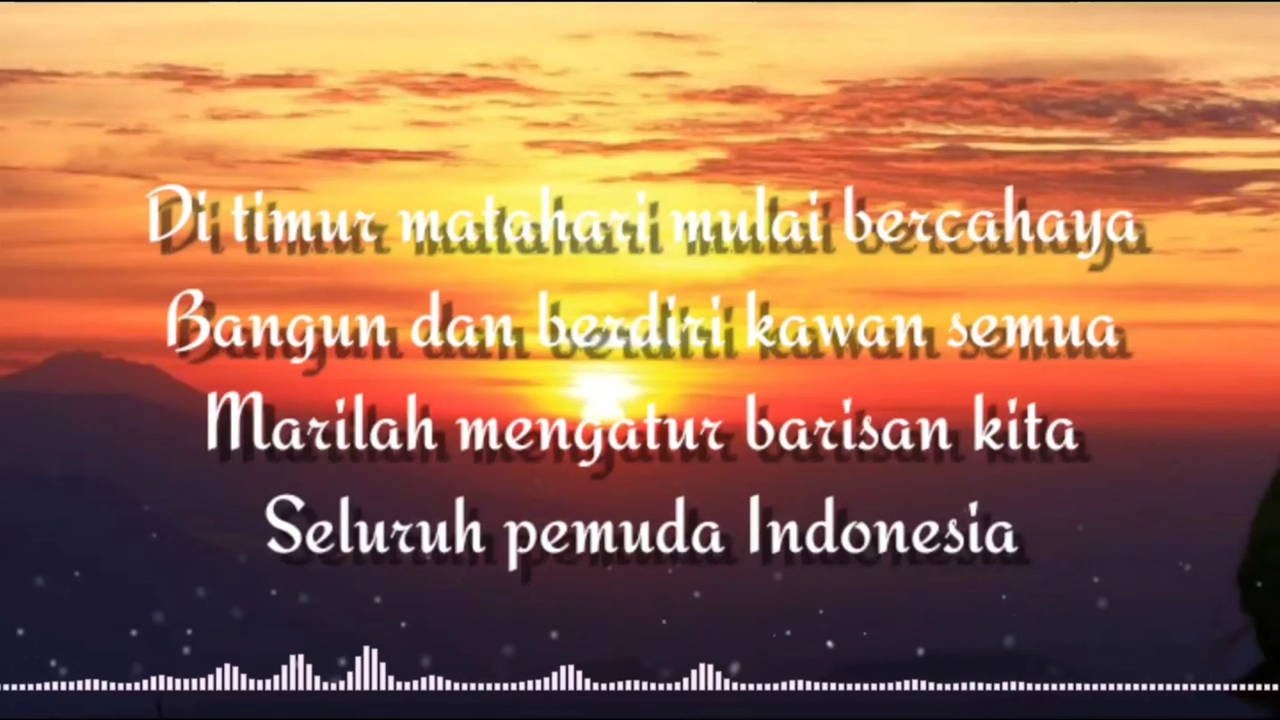 Di timur matahari mulai bercahaya
Bangun dan berdiri kawan semua
Marilah mengatur barisan kita
Seluruh pemuda Indonesia